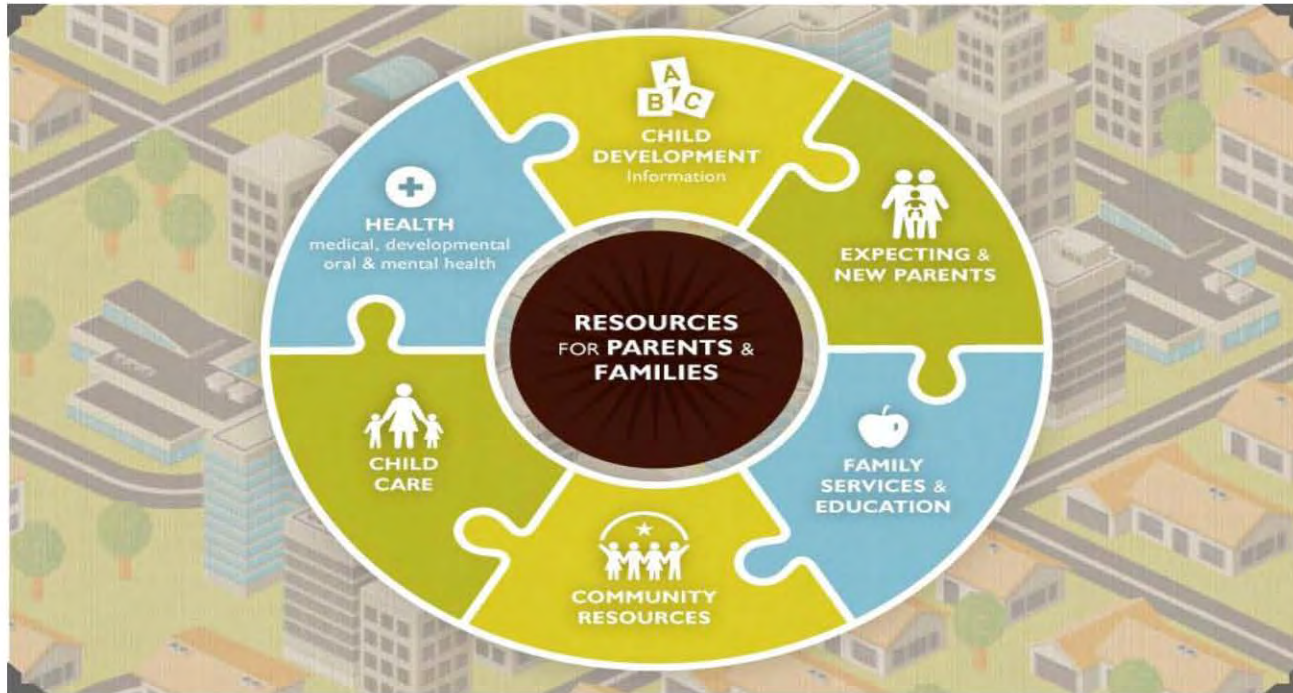 A
B C
CHILD
DEVELOPMENT
Information
EXPECTING &
NEW PARENTS
FAMILY
SERVICES &
EDUCATION
COMMUNITY
RESOURCES
CHILD
CARE
HEALTH
medical, developmental
oral & mental health
RESOURCES
FOR PARENTS &
FAMILIES